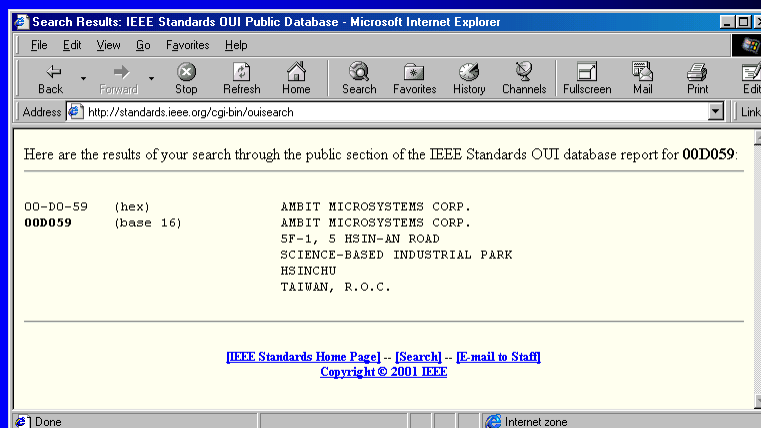 Search Results: IEEE Standards OUI Public Database - Microsoft Internet Explorer
File Edit View Go Favorites Help
Back Forward Stop Refresh Home Search Favorites History Channels Fullscreen Mail Print Edit
Address http://standards.ieee.org/cgi-bin/ouisearch Link
Here are the results of your search through the public section of the IEEE Standards OUI database report for 00D059:
00-D0-59 (hex) AMBIT MICROSYSTEMS CORP.
00D059 (base 16) AMBIT MICROSYSTEMS CORP.
5F-1, 5 HSIN-AN ROAD
SCIENCE-BASED INDUSTRIAL PARK
HSINCHU
TAIWAN, R.O.C.
[IEEE Standards Home Page] -- [Search] -- [E-mail to Staff]
Copyright © 2001 IEEE
Done Internet zone